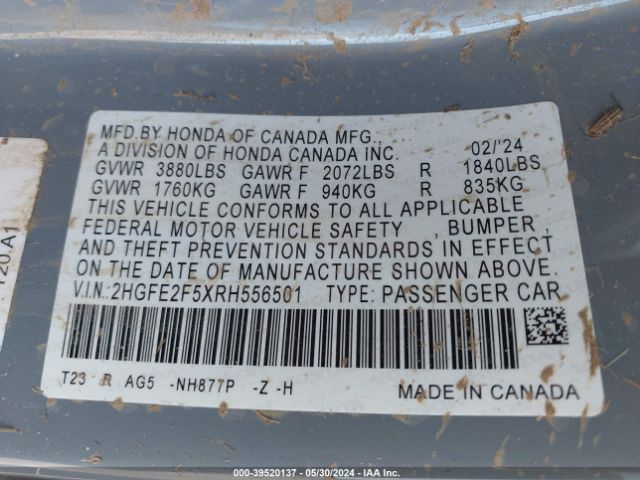 MFD.BY HONDA OF CANADA MFG.,
A DIVISION OF HONDA CANADA INC. 02/'24
GVWR 3880LBS GAWR F 2072LBS R 1840LBS
GVWR 1760KG GAWR F 940KG R 835KG
THIS VEHICLE CONFORMS TO ALL APPLICABLE
FEDERAL MOTOR VEHICLE SAFETY , BUMPER ,
AND THEFT PREVENTION STANDARDS IN EFFECT
ON THE DATE OF MANUFACTURE SHOWN ABOVE.
V.I.N.:2HGFE2F5XRH556501 TYPE: PASSENGER CAR
T23 R AG5 -NH877P -Z -H
MADE IN CANADA
T20.A1
000-39520137 - 05/30/2024 - IAA Inc.